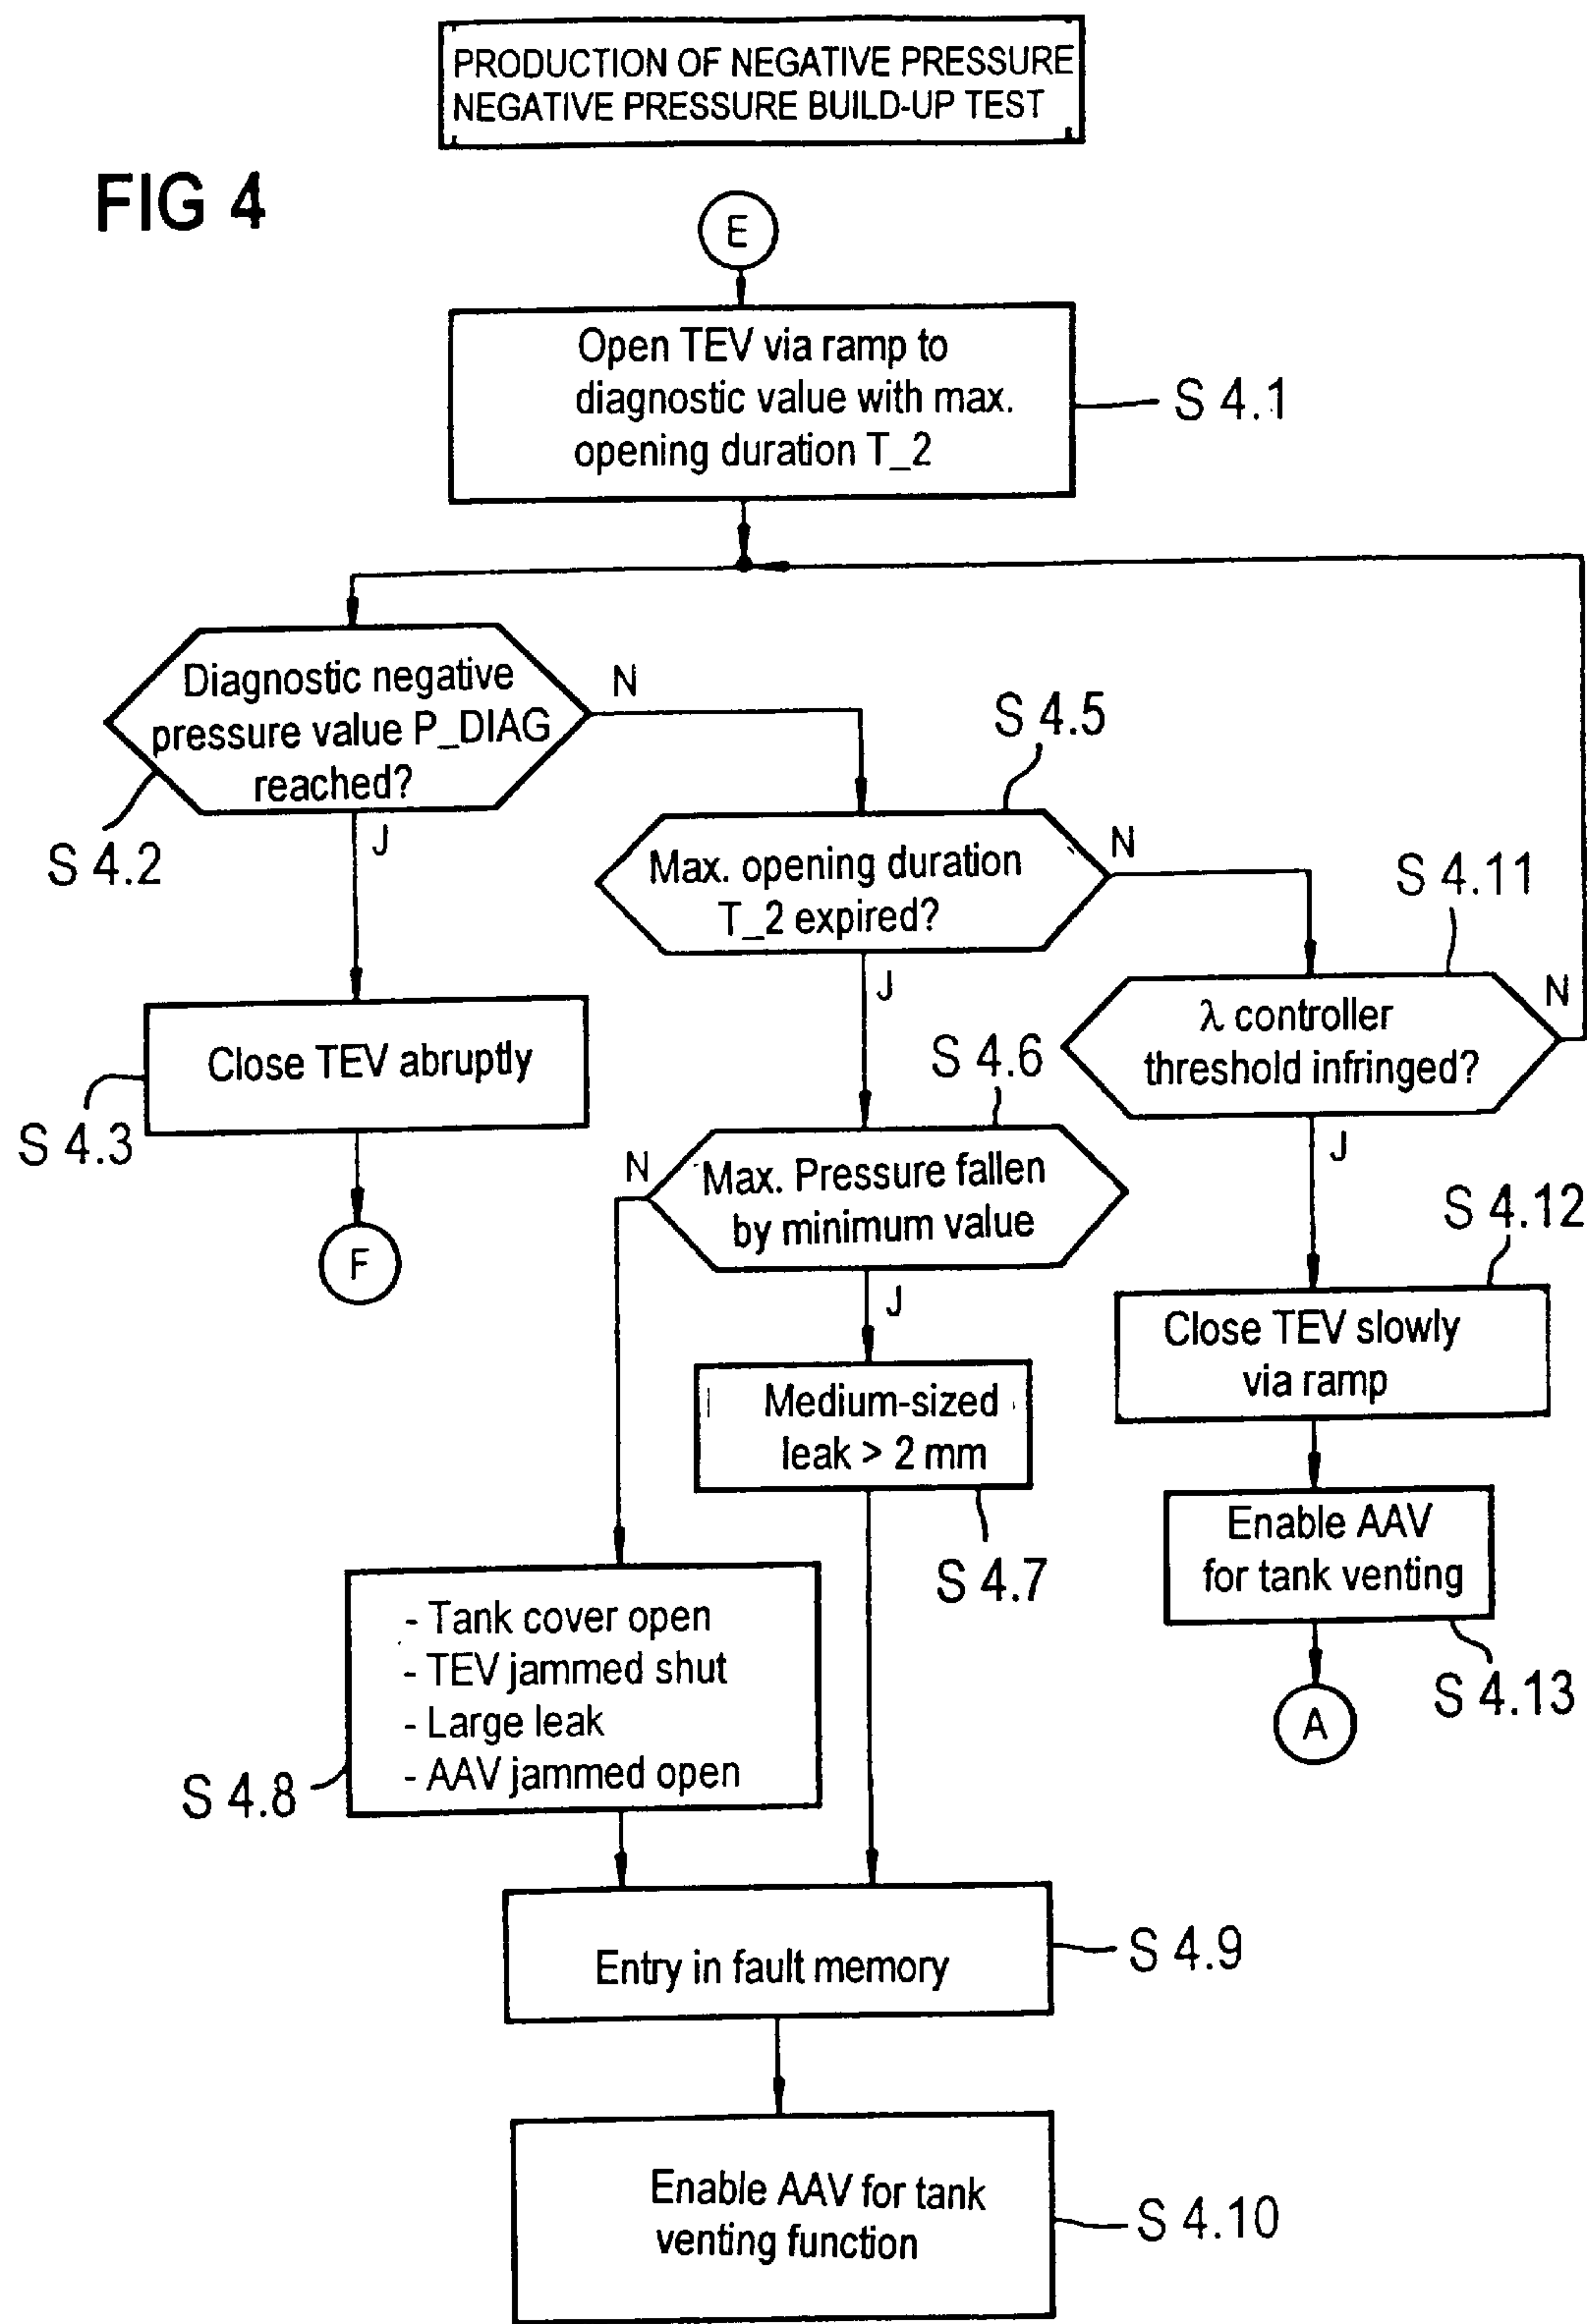 PRODUCTION OF NEGATIVE PRESSURE
NEGATIVE PRESSURE BUILD-UP TEST
FIG 4
E
Open TEV via ramp to
diagnostic value with max.
opening duration T_2
S 4.1
Diagnostic negative
pressure value P_DIAG
reached?
N
J
S 4.2
S 4.5
Max. opening duration
T_2 expired?
N
J
S 4.11
λ controller
threshold infringed?
N
J
Close TEV abruptly
S 4.3
F
S 4.6
Max. Pressure fallen
by minimum value
N
J
S 4.12
Close TEV slowly
via ramp
Medium-sized
leak > 2 mm
S 4.7
Enable AAV
for tank venting
S 4.13
A
- Tank cover open
- TEV jammed shut
- Large leak
- AAV jammed open
S 4.8
Entry in fault memory
S 4.9
Enable AAV for tank
venting function
S 4.10